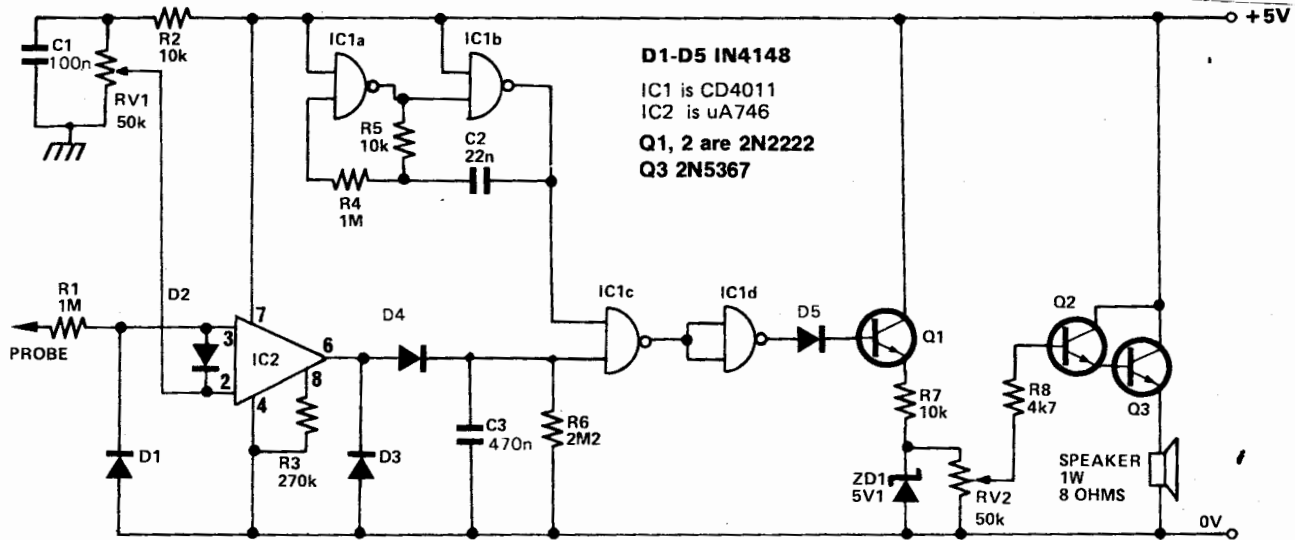 +5V
R2
10k
C1
100n
RV1
50k
IC1a
IC1b
D1-D5 IN4148
IC1 is CD4011
IC2 is uA746
Q1, 2 are 2N2222
Q3 2N5367
R5
10k
C2
22n
R4
1M
R1
1M
PROBE
D2
3
2
7
IC2
6
8
4
D4
IC1c
IC1d
D5
Q1
Q2
Q3
R7
10k
R8
4k7
D1
R3
270k
D3
C3
470n
R6
2M2
ZD1
5V1
RV2
50k
SPEAKER
1W
8 OHMS
0V